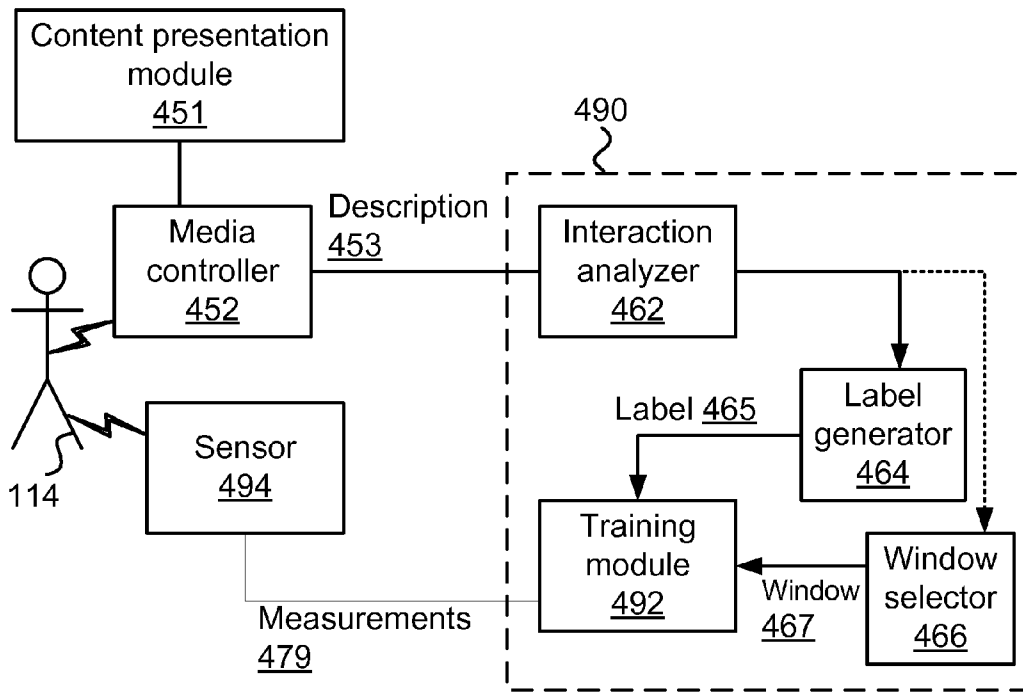 Content presentation
module
451
490
Description
453
Media
controller
452
Interaction
analyzer
462
Label 465
Label
generator
464
Sensor
494
114
Training
module
492
Window
467
Window
selector
466
Measurements
479